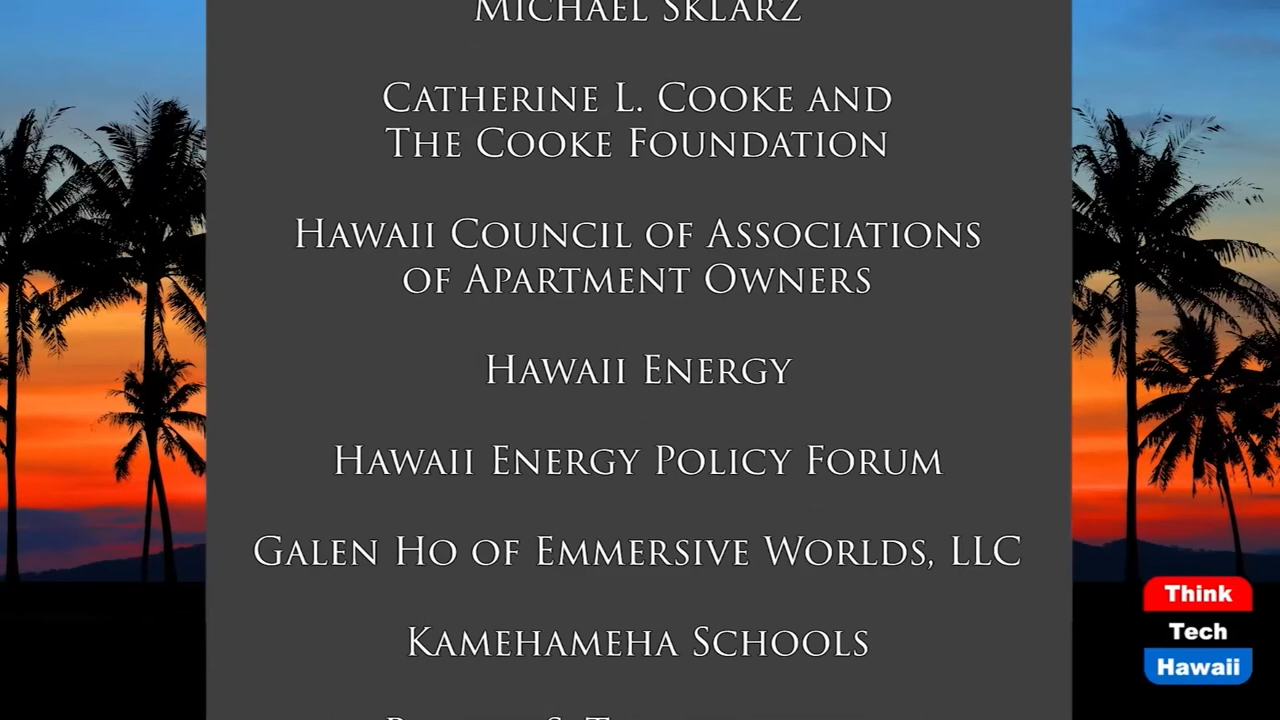 MICHAEL SKLARZ
CATHERINE L. COOKE AND
THE COOKE FOUNDATION
HAWAII COUNCIL OF ASSOCIATIONS
OF APARTMENT OWNERS
HAWAII ENERGY
HAWAII ENERGY POLICY FORUM
GALEN HO OF EMMERSIVE WORLDS, LLC
KAMEHAMEHA SCHOOLS
Think
Tech
Hawaii